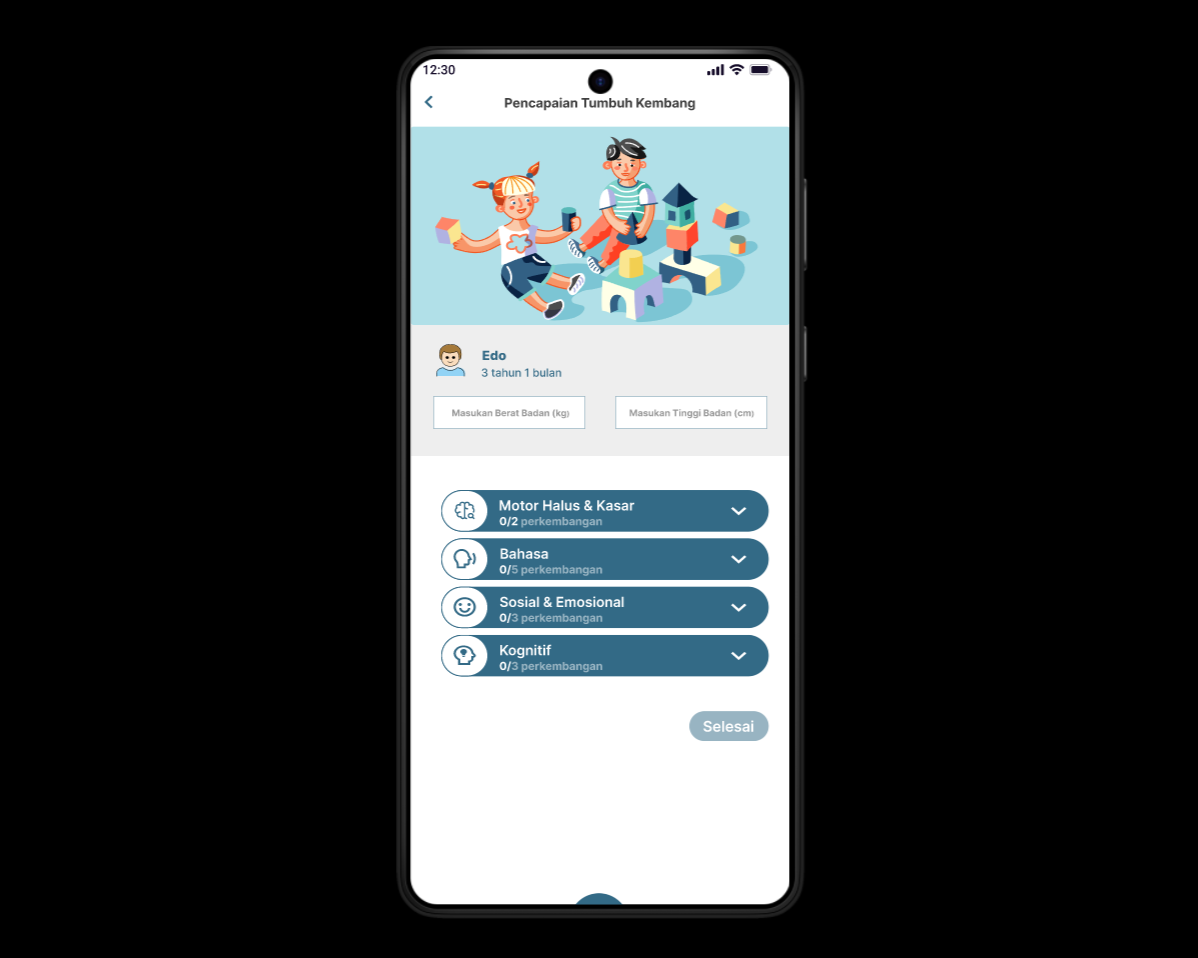 12:30
Pencapaian Tumbuh Kembang
Edo
3 tahun 1 bulan
Masukan Berat Badan (kg)
Masukan Tinggi Badan (cm)
Motor Halus & Kasar
0/2 perkembangan
Bahasa
0/5 perkembangan
Sosial & Emosional
0/3 perkembangan
Kognitif
0/3 perkembangan
Selesai